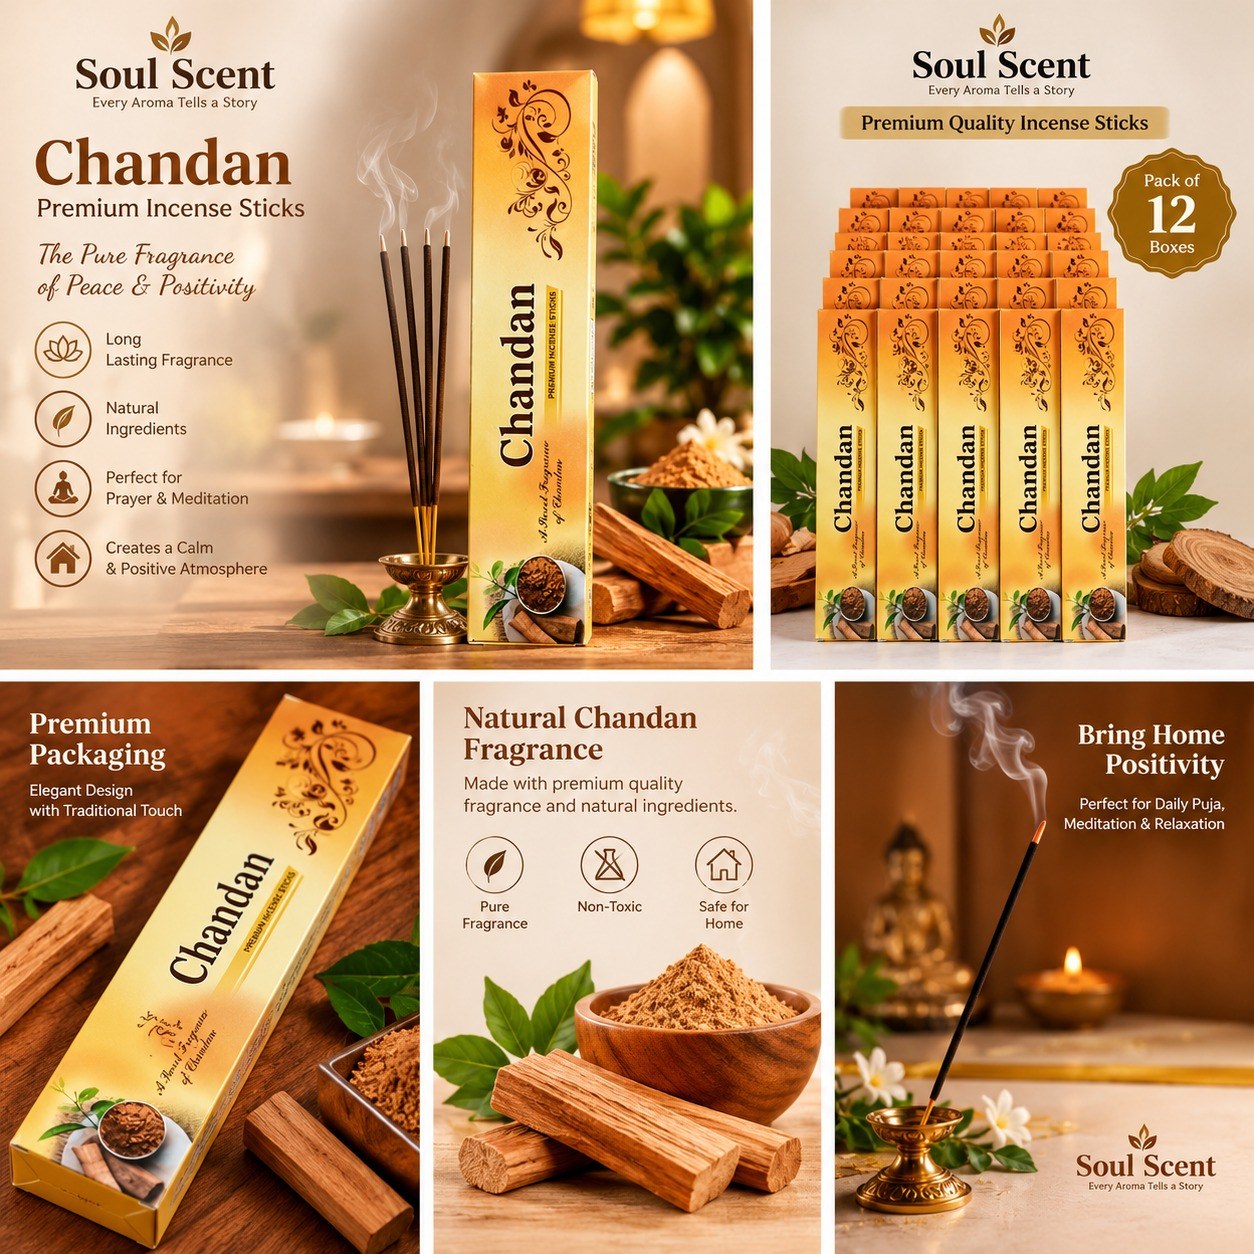 Soul Scent
Every Aroma Tells a Story
Chandan
Premium Incense Sticks
The Pure Fragrance
of Peace & Positivity
Long
Lasting Fragrance
Natural
Ingredients
Perfect for
Prayer & Meditation
Creates a Calm
& Positive Atmosphere
Chandan
PREMIUM INCENSE STICKS
Fragrance
of Chandan
Soul Scent
Every Aroma Tells a Story
Premium Quality Incense Sticks
Pack of
12
Boxes
Chandan
Chandan
Chandan
Chandan
Chandan
Premium
Packaging
Elegant Design
with Traditional Touch
Chandan
PREMIUM INCENSE STICKS
Natural Chandan
Fragrance
Made with premium quality
fragrance and natural ingredients.
Pure
Fragrance
Non-Toxic
Safe for
Home
Bring Home
Positivity
Perfect for Daily Puja,
Meditation & Relaxation
Soul Scent
Every Aroma Tells a Story